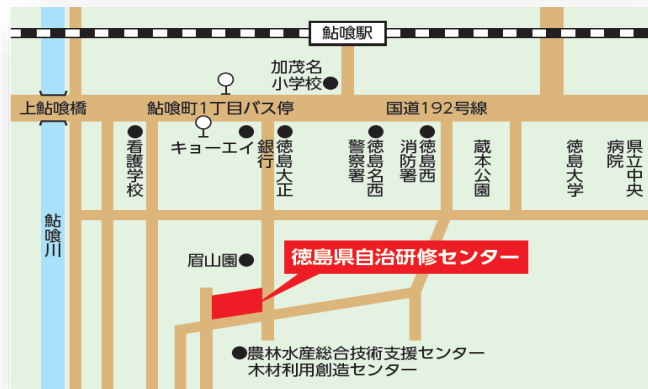 鮎喰駅
加茂名
小学校
上鮎喰橋
鮎喰町1丁目バス停
国道192号線
看護学校
キョーエイ
徳島大正
銀行
徳島名西
警察署
徳島西
消防署
蔵本公園
徳島大学
県立中央
病院
鮎喰川
眉山園
徳島県自治研修センター
農林水産総合技術支援センター
木材利用創造センター